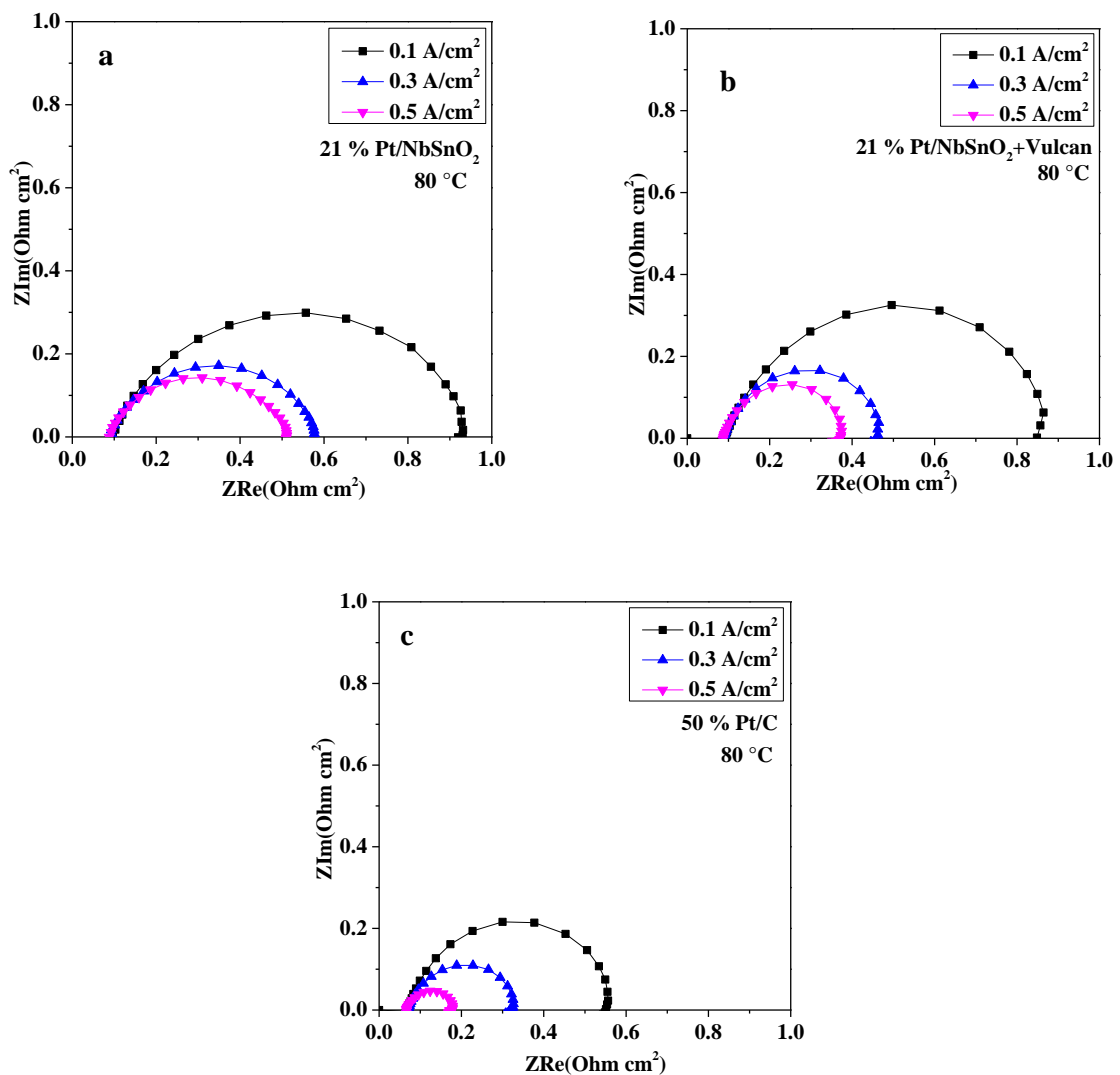 a
0.1 A/cm²
0.3 A/cm²
0.5 A/cm²
21 % Pt/NbSnO₂
80 °C
ZIm(Ohm cm²)
1.0
0.8
0.6
0.4
0.2
0.0
0.0 0.2 0.4 0.6 0.8 1.0
ZRe(Ohm cm²)
b
0.1 A/cm²
0.3 A/cm²
0.5 A/cm²
21 % Pt/NbSnO₂+Vulcan
80 °C
ZIm(Ohm cm²)
1.0
0.8
0.6
0.4
0.2
0.0
0.0 0.2 0.4 0.6 0.8 1.0
ZRe(Ohm cm²)
c
0.1 A/cm²
0.3 A/cm²
0.5 A/cm²
50 % Pt/C
80 °C
ZIm(Ohm cm²)
1.0
0.8
0.6
0.4
0.2
0.0
0.0 0.2 0.4 0.6 0.8 1.0
ZRe(Ohm cm²)